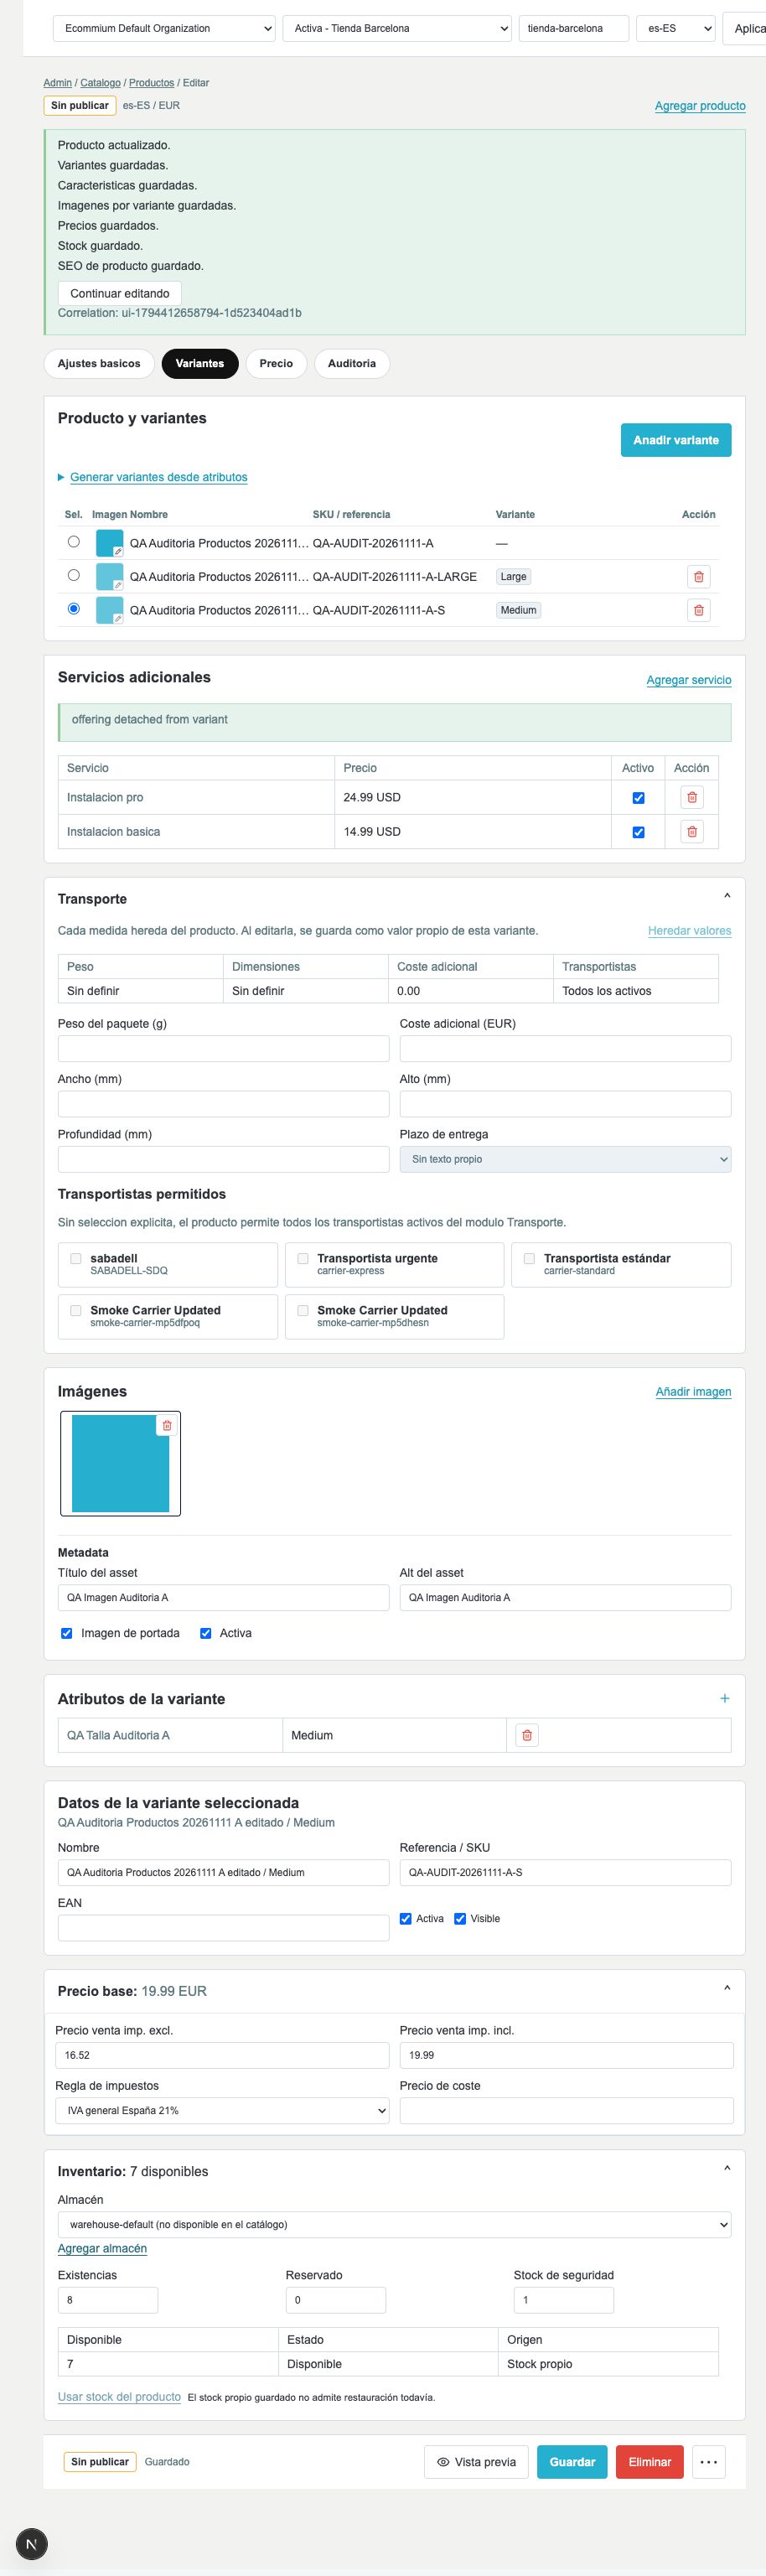 Ecommium Default Organization Activa - Tienda Barcelona tienda-barcelona es-ES Aplica
Admin / Catalogo / Productos / Editar
Sin publicar es-ES / EUR Agregar producto
Producto actualizado.
Variantes guardadas.
Caracteristicas guardadas.
Imagenes por variante guardadas.
Precios guardados.
Stock guardado.
SEO de producto guardado.
Continuar editando
Correlation: ui-1794412658794-1d523404ad1b
Ajustes basicos Variantes Precio Auditoria
Producto y variantes
Anadir variante
Generar variantes desde atributos
Sel. Imagen Nombre SKU / referencia Variante Acción
QA Auditoria Productos 2026111... QA-AUDIT-20261111-A —
QA Auditoria Productos 2026111... QA-AUDIT-20261111-A-LARGE Large
QA Auditoria Productos 2026111... QA-AUDIT-20261111-A-S Medium
Servicios adicionales Agregar servicio
offering detached from variant
Servicio Precio Activo Acción
Instalacion pro 24.99 USD
Instalacion basica 14.99 USD
Transporte
Cada medida hereda del producto. Al editarla, se guarda como valor propio de esta variante. Heredar valores
Peso Dimensiones Coste adicional Transportistas
Sin definir Sin definir 0.00 Todos los activos
Peso del paquete (g) Coste adicional (EUR)
Ancho (mm) Alto (mm)
Profundidad (mm) Plazo de entrega
Sin texto propio
Transportistas permitidos
Sin seleccion explicita, el producto permite todos los transportistas activos del modulo Transporte.
sabadell Transportista urgente Transportista estándar
SABADELL-SDQ carrier-express carrier-standard
Smoke Carrier Updated Smoke Carrier Updated
smoke-carrier-mp5dfpoq smoke-carrier-mp5dhesn
Imágenes Añadir imagen
Metadata
Título del asset Alt del asset
QA Imagen Auditoria A QA Imagen Auditoria A
Imagen de portada Activa
Atributos de la variante +
QA Talla Auditoria A Medium
Datos de la variante seleccionada
QA Auditoria Productos 20261111 A editado / Medium
Nombre Referencia / SKU
QA Auditoria Productos 20261111 A editado / Medium QA-AUDIT-20261111-A-S
EAN
Activa Visible
Precio base: 19.99 EUR
Precio venta imp. excl. Precio venta imp. incl.
16.52 19.99
Regla de impuestos Precio de coste
IVA general España 21%
Inventario: 7 disponibles
Almacén
warehouse-default (no disponible en el catálogo)
Agregar almacén
Existencias Reservado Stock de seguridad
8 0 1
Disponible Estado Origen
7 Disponible Stock propio
Usar stock del producto El stock propio guardado no admite restauración todavía.
Sin publicar Guardado Vista previa Guardar Eliminar ...
N